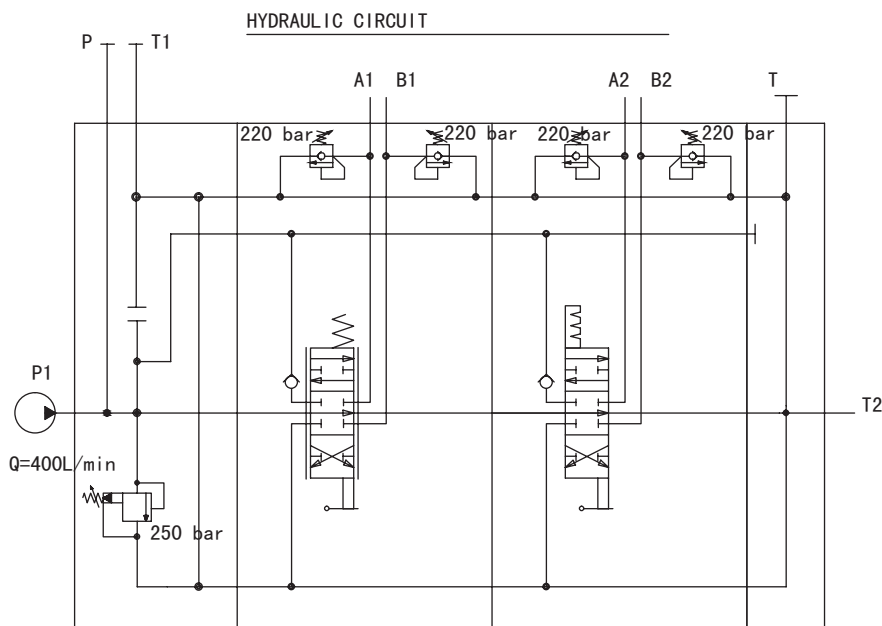 HYDRAULIC CIRCUIT
P T1
A1 B1 A2 B2 T
220 bar 220 bar 220 bar 220 bar
P1
T2
Q=400L/min
250 bar